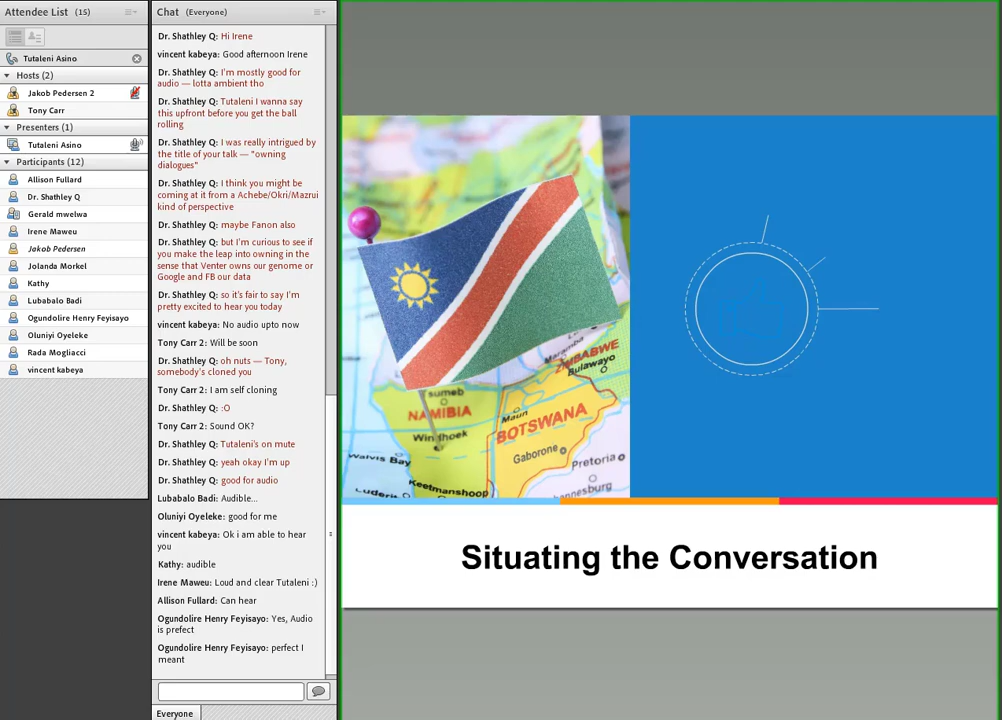 Attendee List (15)
Tutaleni Asino
Hosts (2)
Jakob Pedersen 2
Tony Carr
Presenters (1)
Tutaleni Asino
Participants (12)
Allison Fullard
Dr. Shathley Q
Gerald mwelwa
Irene Maweu
Jakob Pedersen
Jolanda Morkel
Kathy
Lubabalo Badi
Ogundolire Henry Feyisayo
Oluniyi Oyeleke
Rada Mogliacci
vincent kabeya
Chat (Everyone)
Dr. Shathley Q: Hi Irene
vincent kabeya: Good afternoon Irene
Dr. Shathley Q: I'm mostly good for
audio — lotta ambient tho
Dr. Shathley Q: Tutaleni I wanna say
this upfront before you get the ball
rolling
Dr. Shathley Q: I was really intrigued by
the title of your talk — "owning
dialogues"
Dr. Shathley Q: I think you might be
coming at it from a Achebe/Okri/Mazrui
kind of perspective
Dr. Shathley Q: maybe Fanon also
Dr. Shathley Q: but I'm curious to see if
you make the leap into owning in the
sense that Venter owns our genome or
Google and FB our data
Dr. Shathley Q: so it's fair to say I'm
pretty excited to hear you today
vincent kabeya: No audio upto now
Tony Carr 2: Will be soon
Dr. Shathley Q: oh nuts — Tony,
somebody's cloned you
Tony Carr 2: I am self cloning
Dr. Shathley Q: :O
Tony Carr 2: Sound OK?
Dr. Shathley Q: Tutaleni's on mute
Dr. Shathley Q: yeah okay I'm up
Dr. Shathley Q: good for audio
Lubabalo Badi: Audible...
Oluniyi Oyeleke: good for me
vincent kabeya: Ok i am able to hear
you
Kathy: audible
Irene Maweu: Loud and clear Tutaleni :)
Allison Fullard: Can hear
Ogundolire Henry Feyisayo: Yes, Audio
is prefect
Ogundolire Henry Feyisayo: perfect I
meant
Everyone
ZIMBABWE
Bulawayo
Maun
NAMIBIA
BOTSWANA
Windhoek
Gaborone
Walvis Bay
Pretoria
Keetmanshoop
Situating the Conversation